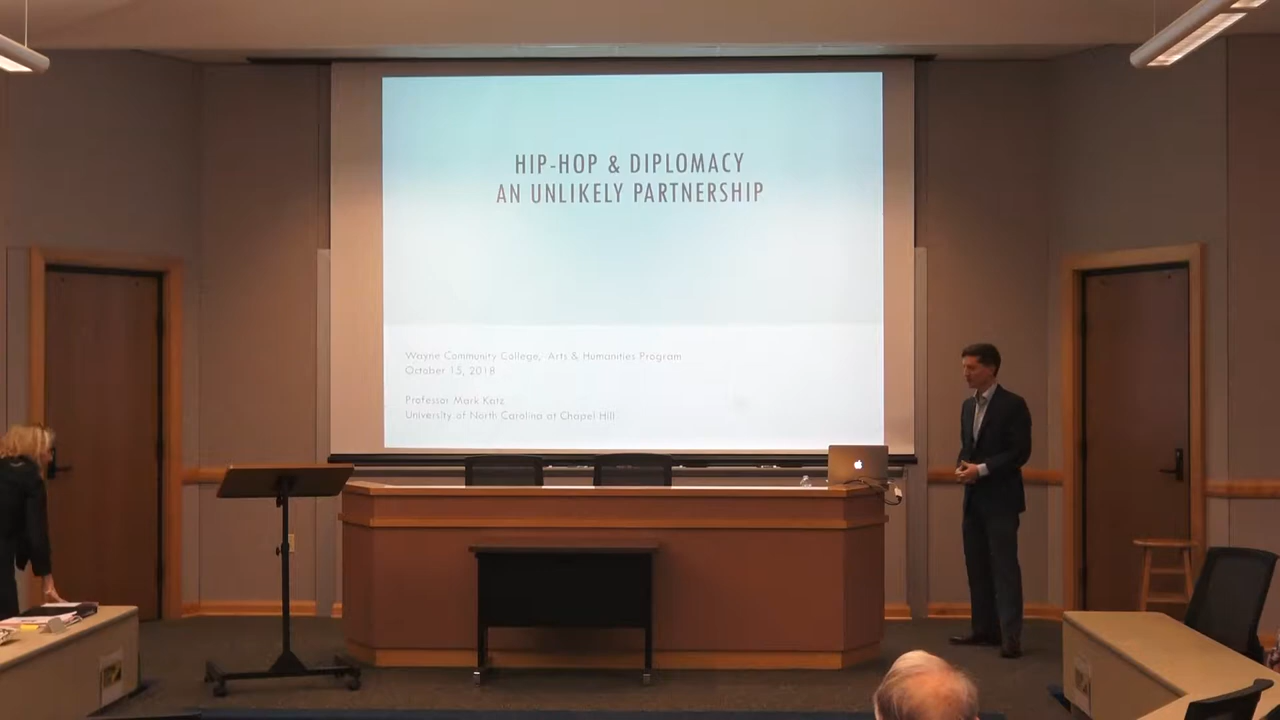 HIP-HOP & DIPLOMACY
AN UNLIKELY PARTNERSHIP
Wayne Community College, Arts & Humanities Program
October 15, 2018
Professor Mark Katz
University of North Carolina at Chapel Hill